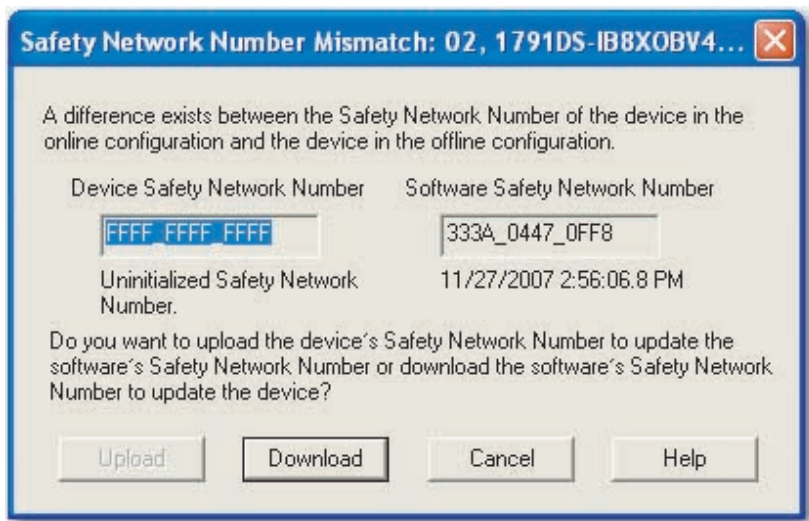 Safety Network Number Mismatch: 02, 1791DS-IB8XOBV4...
A difference exists between the Safety Network Number of the device in the
online configuration and the device in the offline configuration.
Device Safety Network Number
Software Safety Network Number
FFFF_FFFF_FFFF
333A_0447_0FF8
Uninitialized Safety Network
Number.
11/27/2007 2:56:06.8 PM
Do you want to upload the device's Safety Network Number to update the
software's Safety Network Number or download the software's Safety Network
Number to update the device?
Upload
Download
Cancel
Help